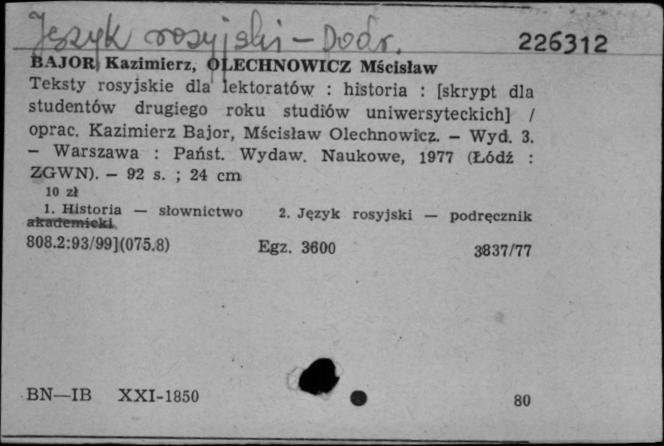 Język rosyjski - Podr.
226312
BAJOR Kazimierz, OLECHNOWICZ Mścisław
Teksty rosyjskie dla lektoratów : historia : [skrypt dla
studentów drugiego roku studiów uniwersyteckich] /
oprac. Kazimierz Bajor, Mścisław Olechnowicz. — Wyd. 3.
— Warszawa : Państ. Wydaw. Naukowe, 1977 (Łódź :
ZGWN). — 92 s. ; 24 cm
10 zł
1. Historia — słownictwo 2. Język rosyjski — podręcznik
akademicki
808.2:93/99](075.8) Egz. 3600 3837/77
BN—IB XXI-1850 80